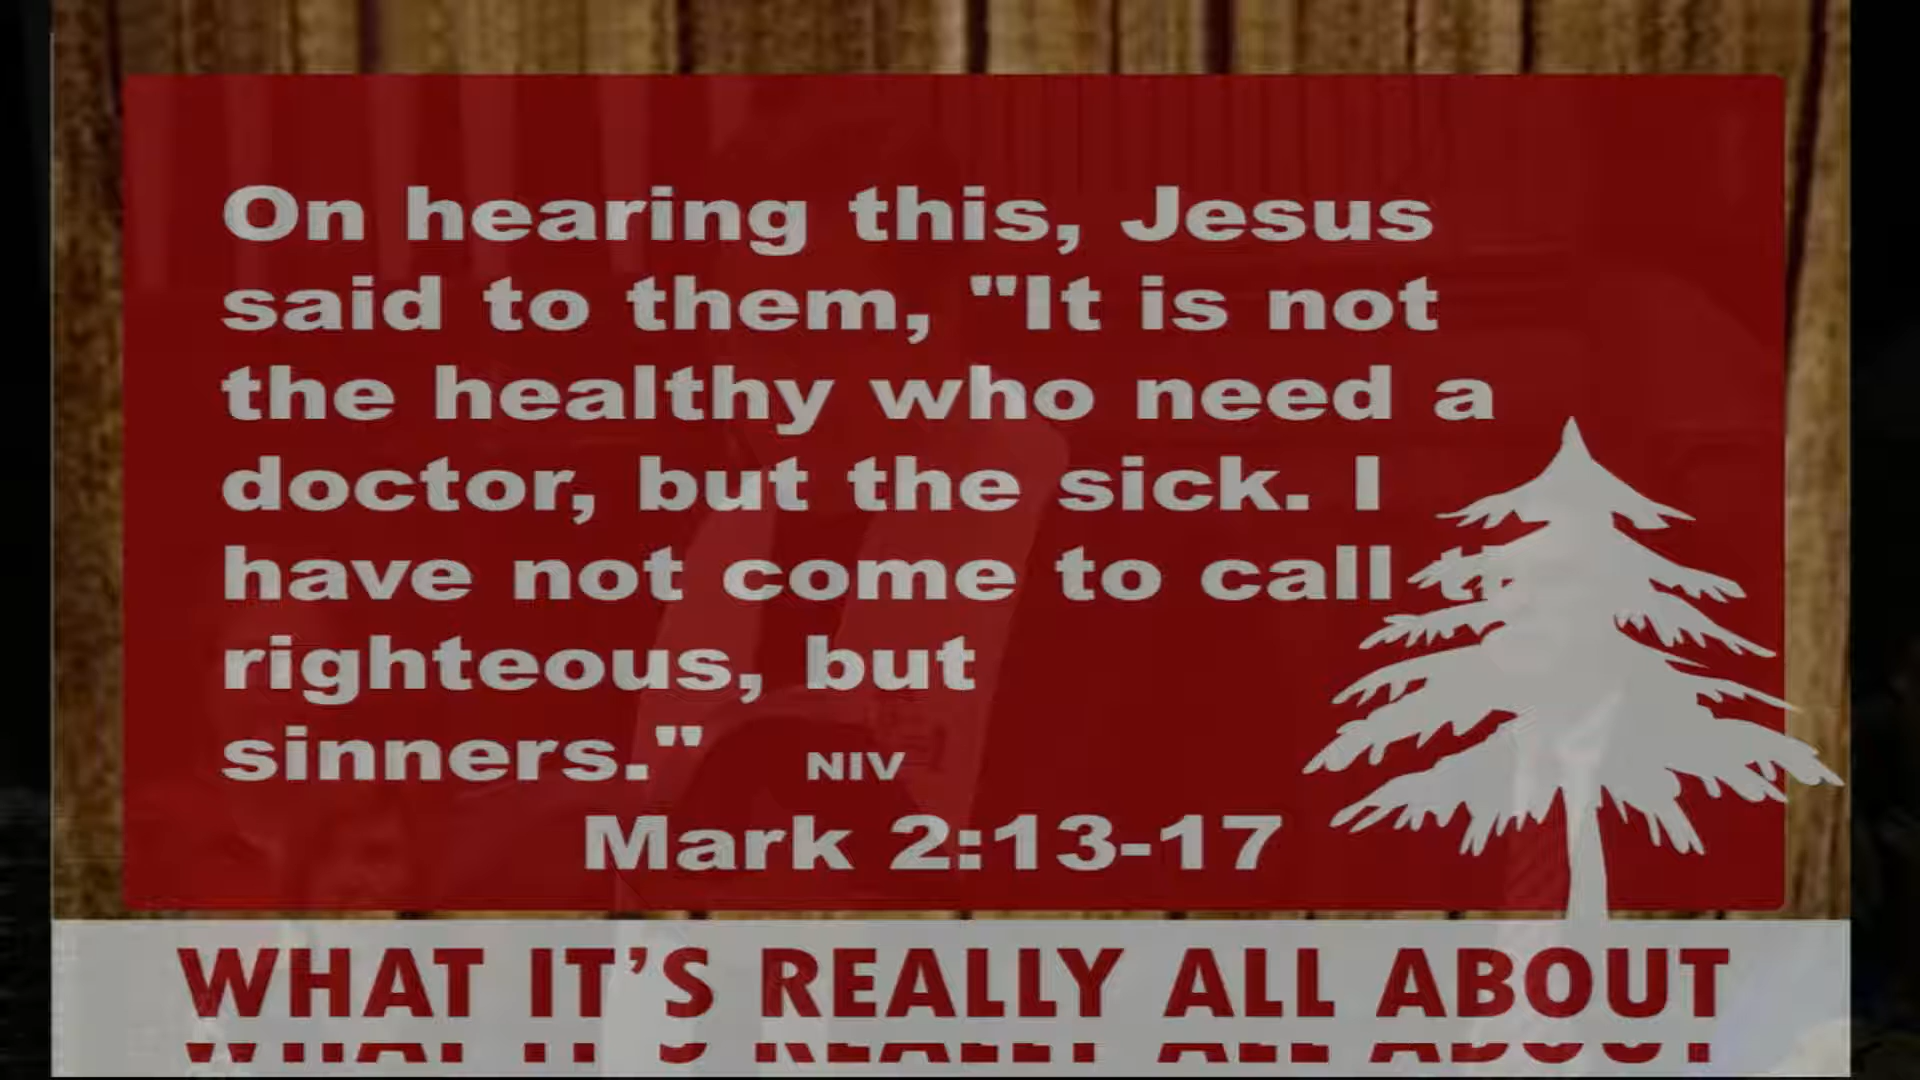 On hearing this, Jesus
said to them, "It is not
the healthy who need a
doctor, but the sick. I
have not come to call
righteous, but
sinners." NIV
Mark 2:13-17
WHAT IT'S REALLY ALL ABOUT